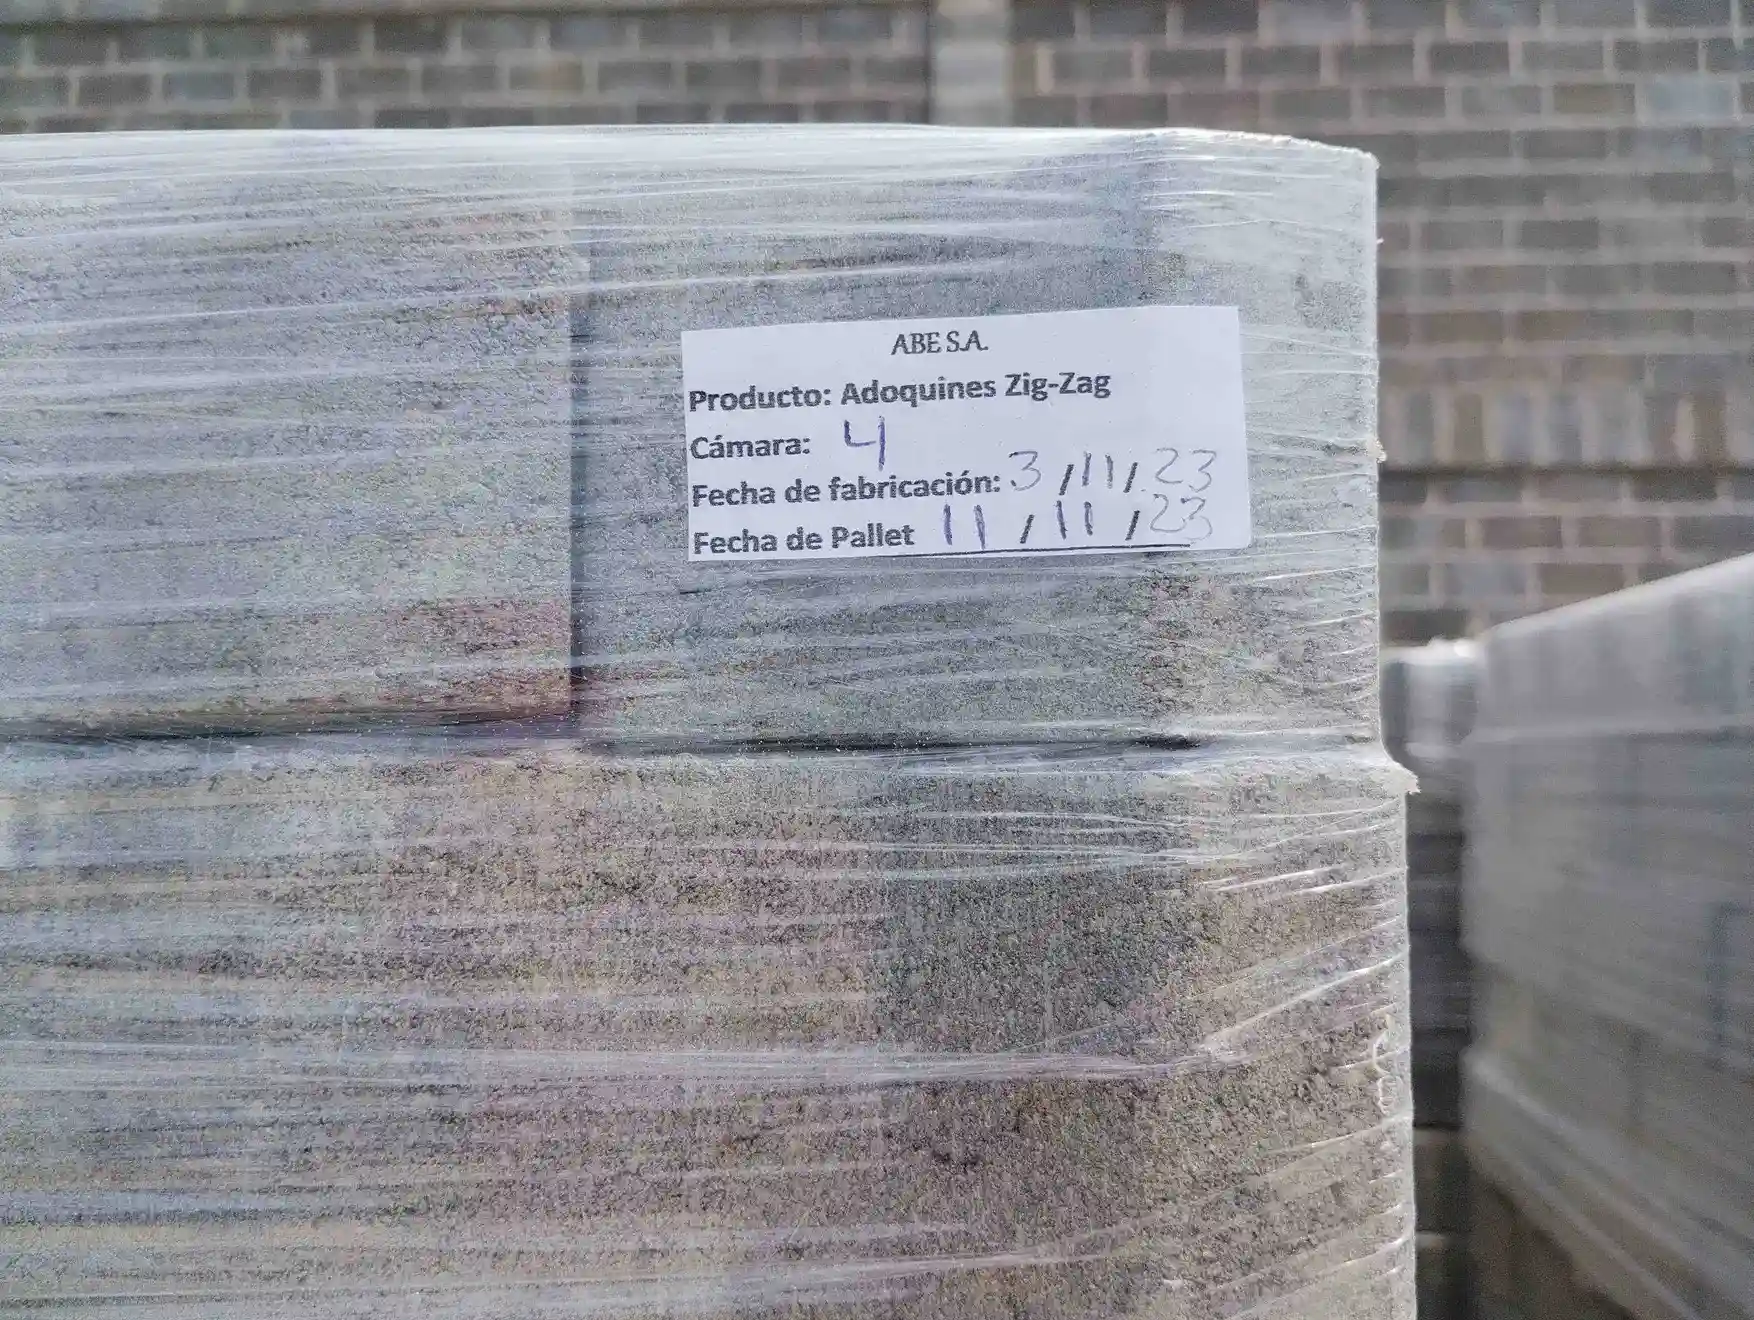 ABE S.A.
Producto: Adoquines Zig-Zag
Cámara: 4
Fecha de fabricación: 3/11/23
Fecha de Pallet 11/11/23